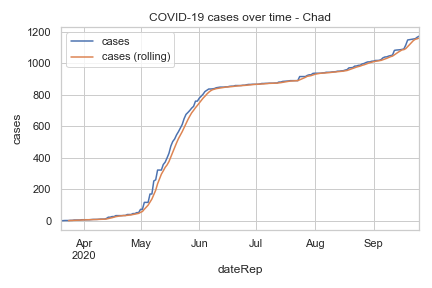 COVID-19 cases over time - Chad
cases
cases (rolling)
1200
1000
800
600
400
200
0
cases
Apr
2020
May
Jun
Jul
Aug
Sep
dateRep